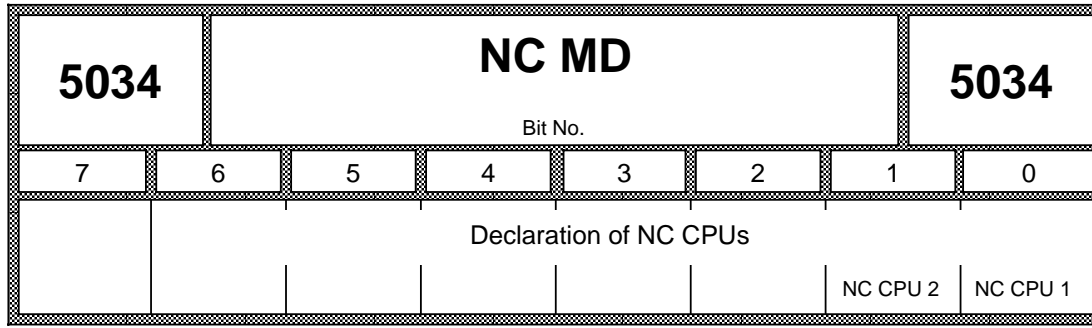 5034 NC MD 5034
Bit No.
7 6 5 4 3 2 1 0
Declaration of NC CPUs
NC CPU 2 NC CPU 1